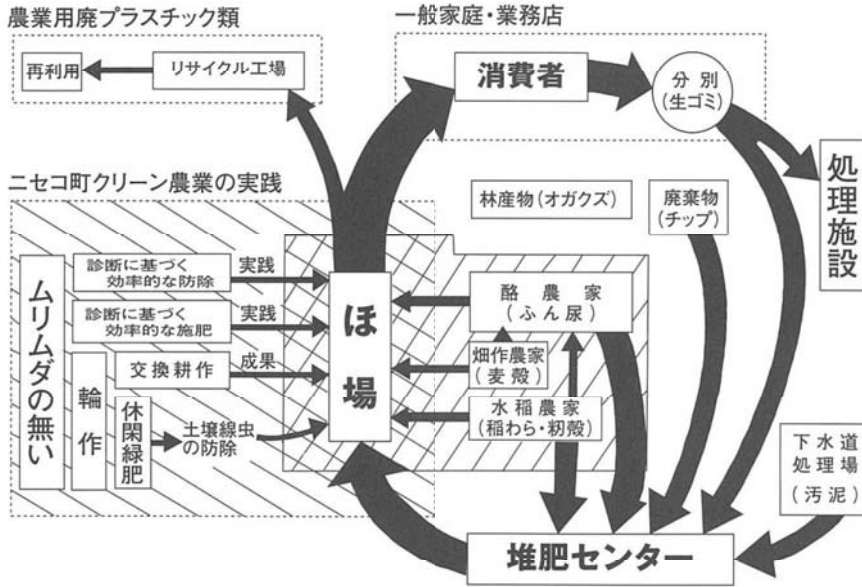 農業用廃プラスチック類
再利用
リサイクル工場
一般家庭・業務店
消費者
分別
(生ゴミ)
処理施設
ニセコ町クリーン農業の実践
林産物(オガクズ)
廃棄物
(チップ)
ムリムダの無い
診断に基づく
効率的な防除
実践
診断に基づく
効率的な施肥
実践
交換耕作
成果
輪作
休閑緑肥
土壌線虫
の防除
ほ場
酪農家
(ふん尿)
畑作農家
(麦殻)
水稲農家
(稲わら・籾殻)
下水道
処理場
(汚泥)
堆肥センター